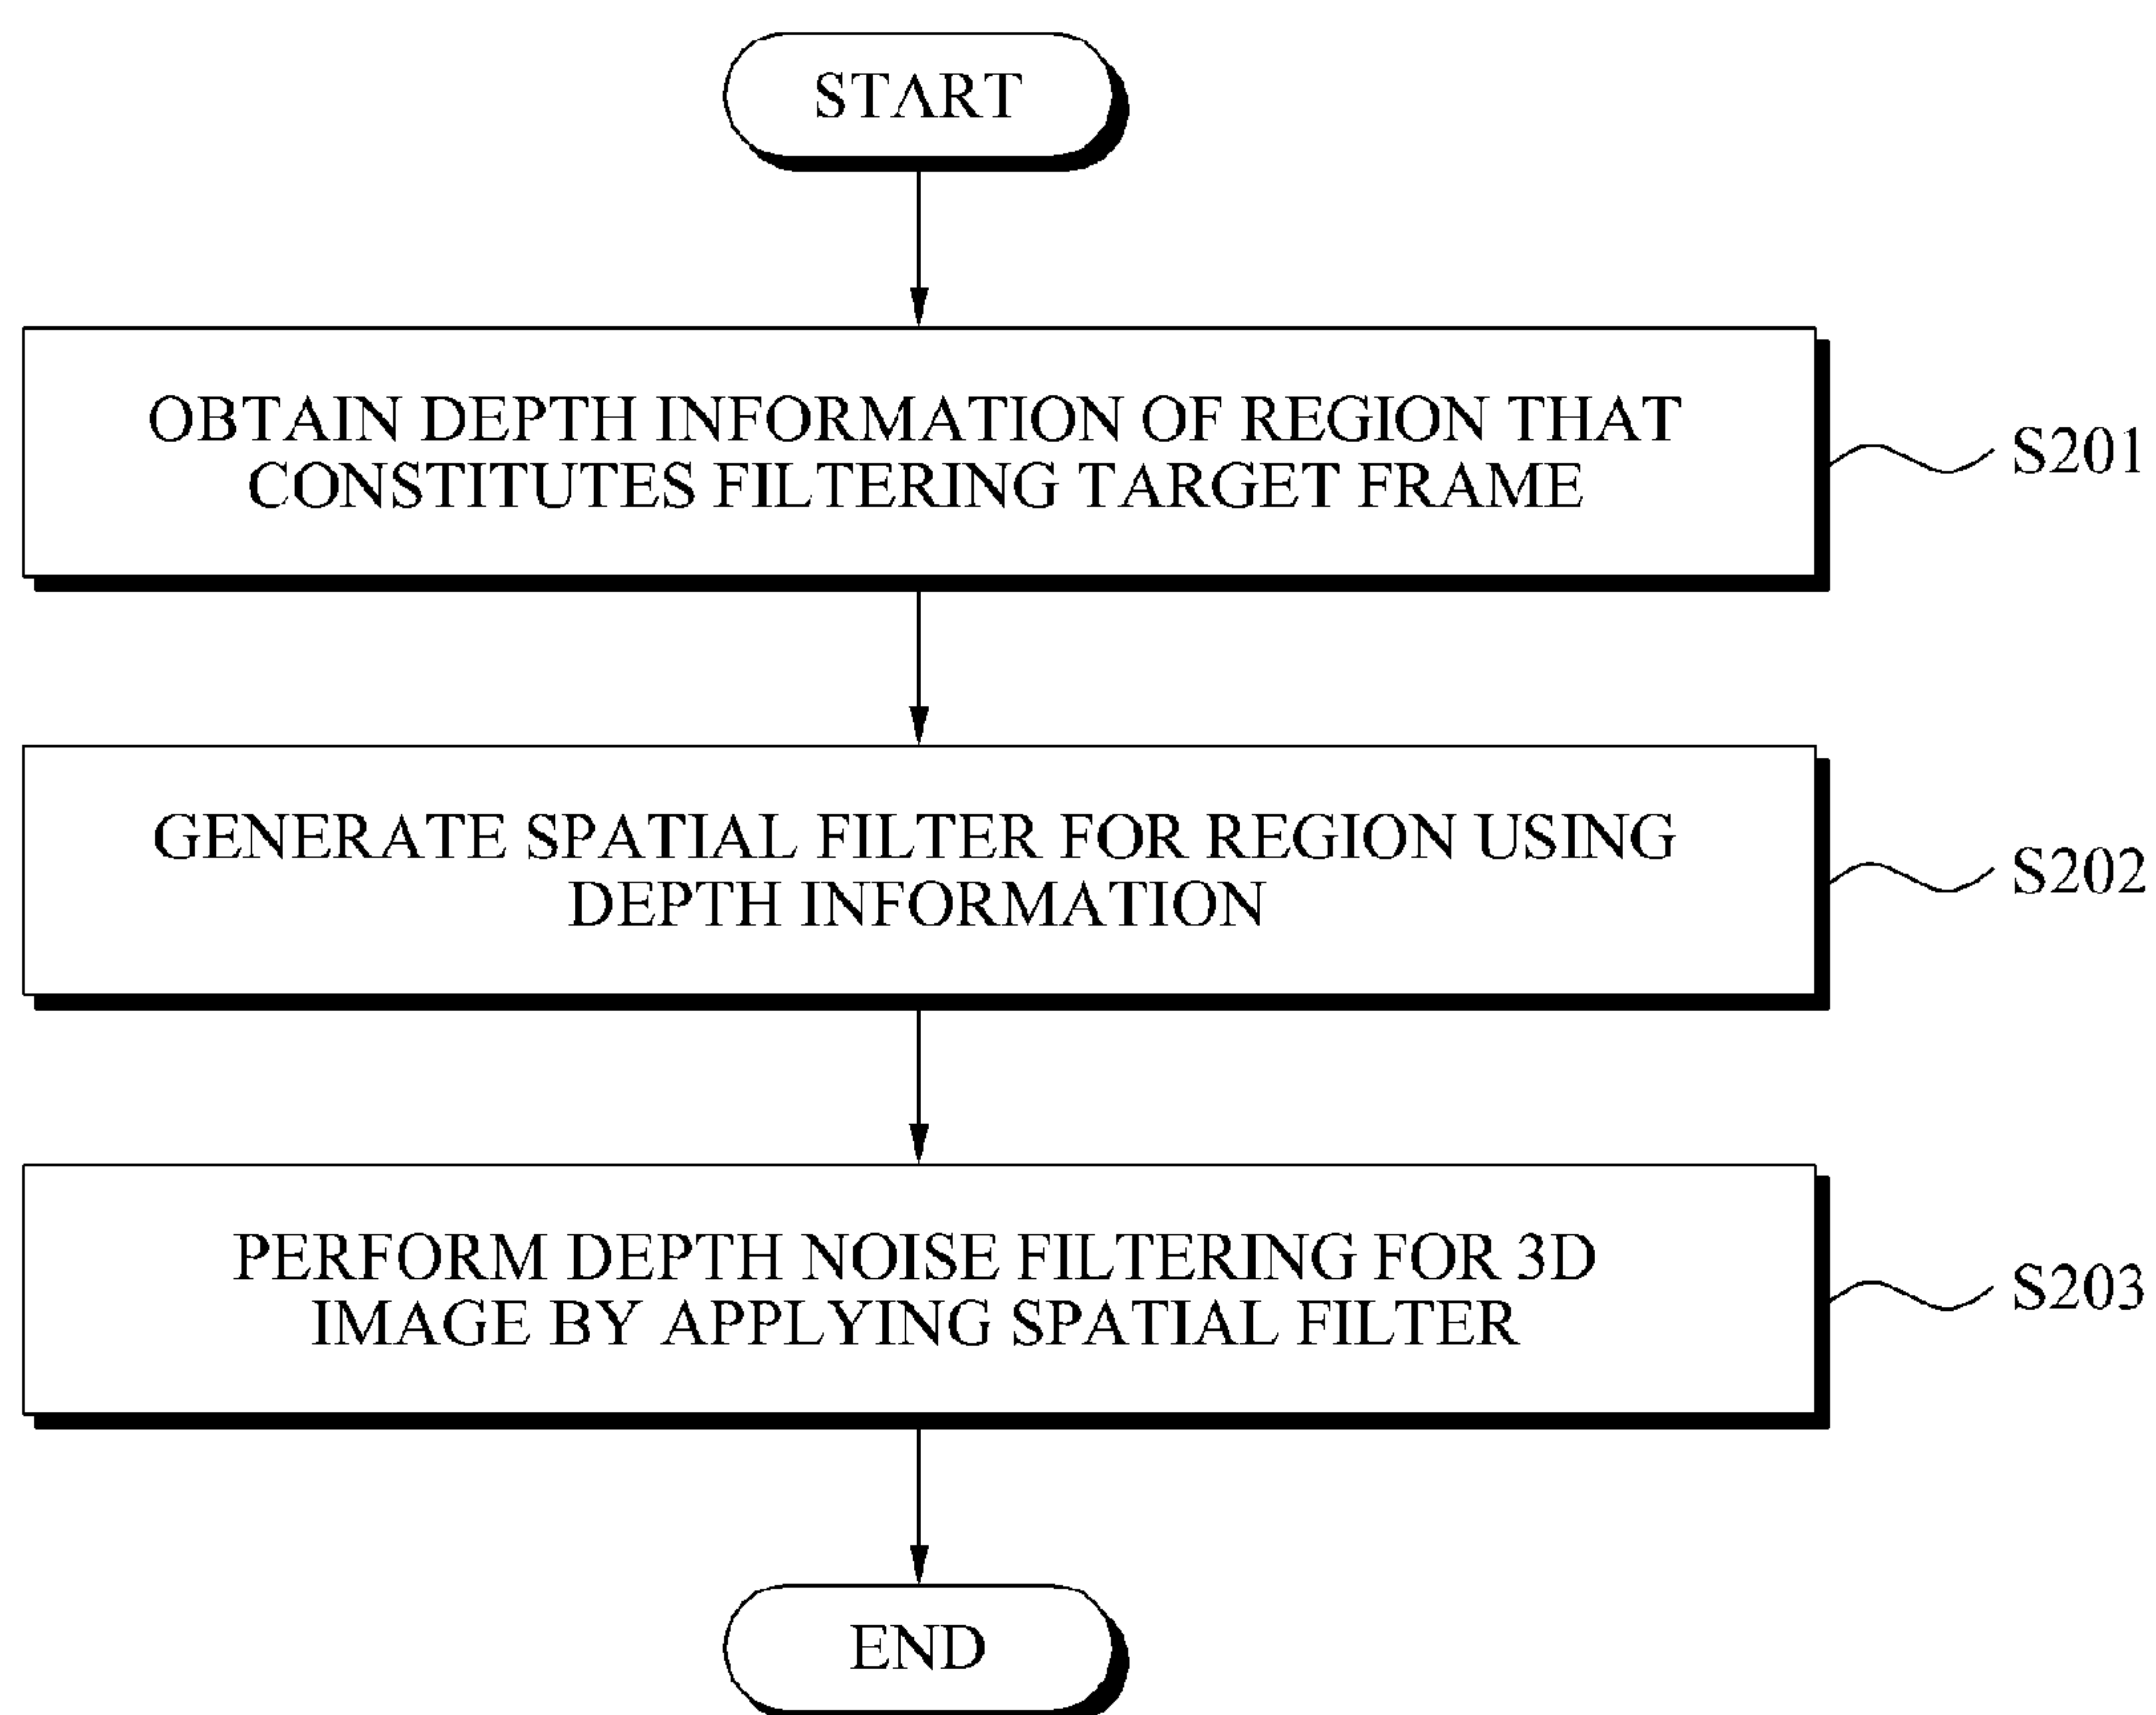 START
OBTAIN DEPTH INFORMATION OF REGION THAT
CONSTITUTES FILTERING TARGET FRAME
S201
GENERATE SPATIAL FILTER FOR REGION USING
DEPTH INFORMATION
S202
PERFORM DEPTH NOISE FILTERING FOR 3D
IMAGE BY APPLYING SPATIAL FILTER
S203
END